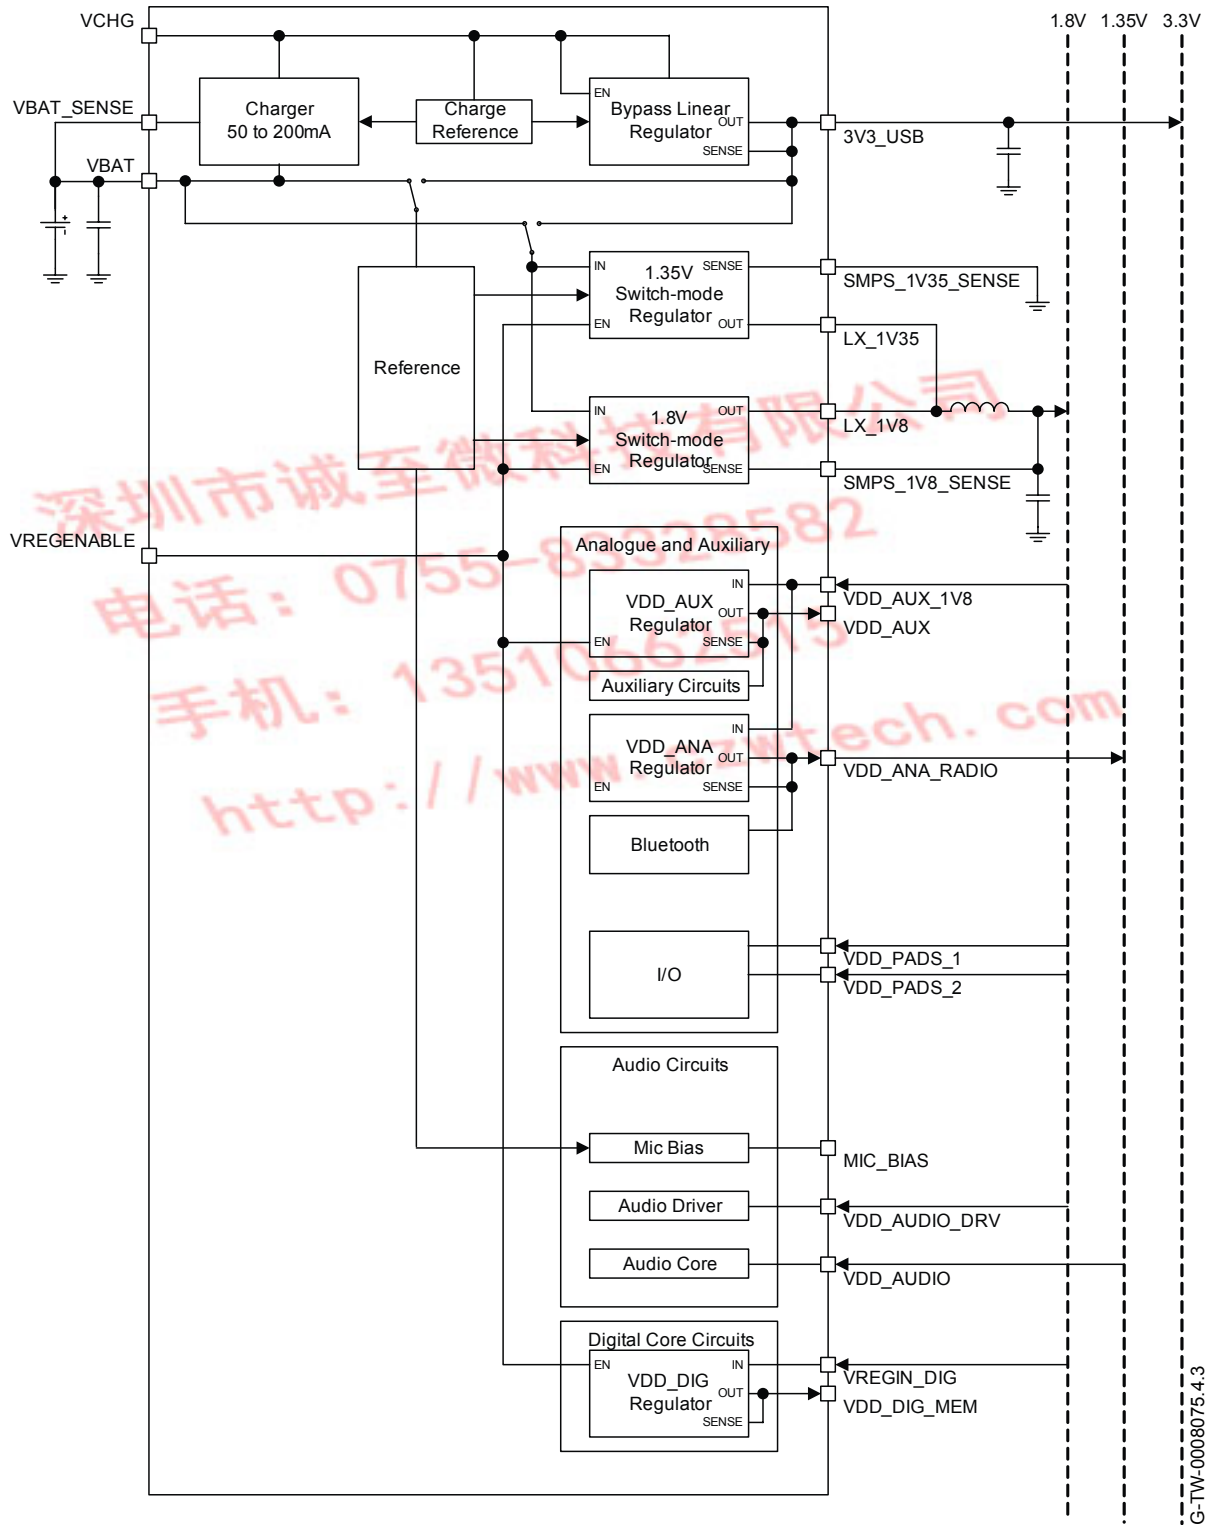 VCHG
1.8V 1.35V 3.3V
VBAT_SENSE
Charger
50 to 200mA
Charge
Reference
EN
Bypass Linear
Regulator
OUT
SENSE
3V3_USB
VBAT
+
-
IN
1.35V
Switch-mode
Regulator
SENSE
EN
OUT
SMPS_1V35_SENSE
LX_1V35
Reference
IN
1.8V
Switch-mode
Regulator
OUT
EN
SENSE
LX_1V8
SMPS_1V8_SENSE
深圳市诚至微科技有限公司
电话：0755-83328582
手机：13510662515
http://www.czwtech.com
VREGENABLE
Analogue and Auxiliary
IN
VDD_AUX
Regulator
OUT
EN
SENSE
VDD_AUX_1V8
VDD_AUX
Auxiliary Circuits
IN
VDD_ANA
Regulator
OUT
EN
SENSE
VDD_ANA_RADIO
Bluetooth
I/O
VDD_PADS_1
VDD_PADS_2
Audio Circuits
Mic Bias
MIC_BIAS
Audio Driver
VDD_AUDIO_DRV
Audio Core
VDD_AUDIO
Digital Core Circuits
EN
IN
VDD_DIG
Regulator
OUT
SENSE
VREGIN_DIG
VDD_DIG_MEM
G-TW-0008075.4.3